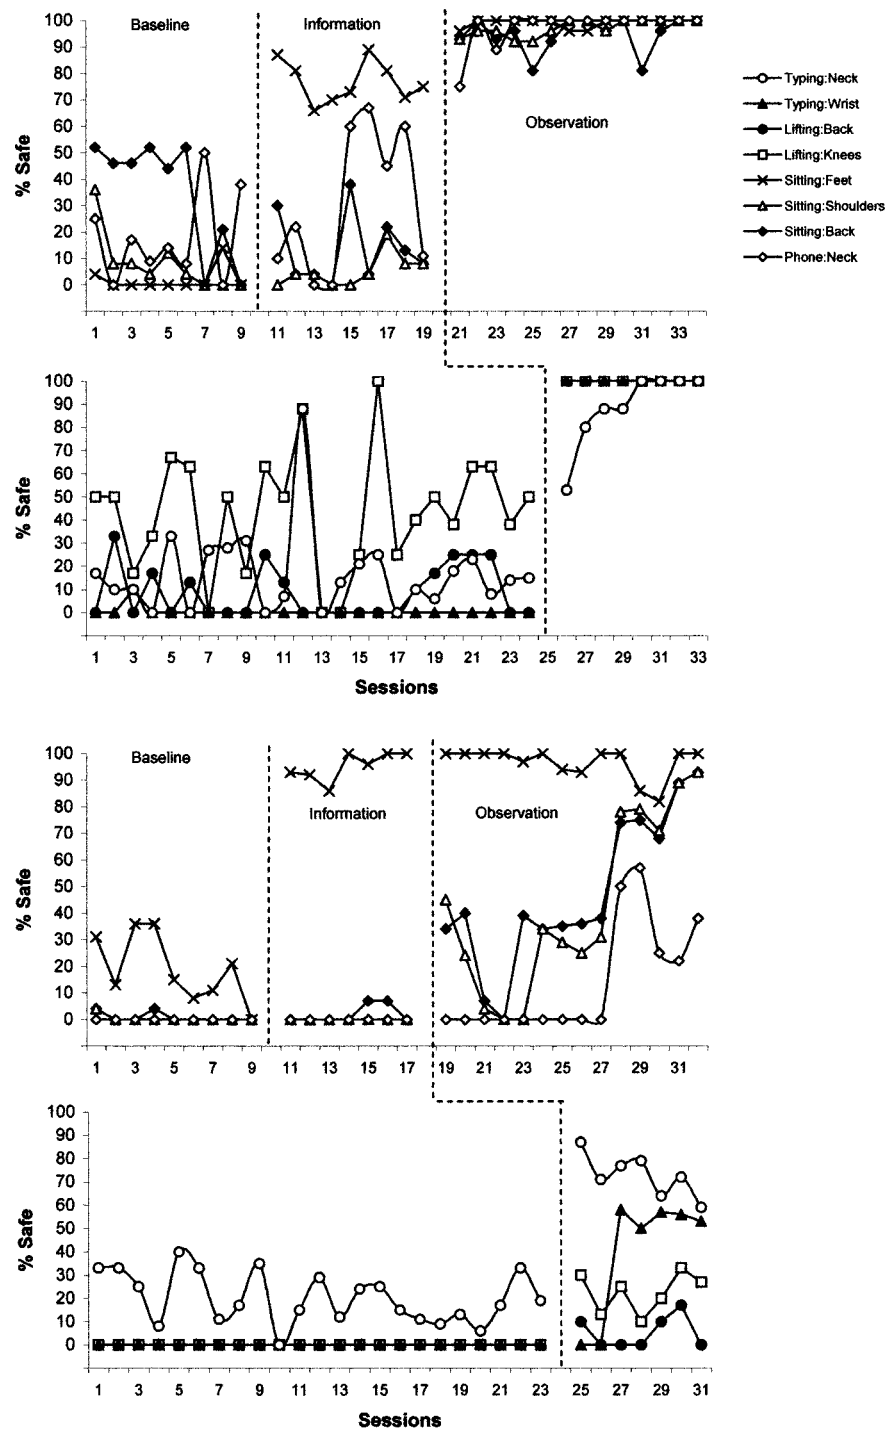 Baseline
Information
Observation
% Safe
100
90
80
70
60
50
40
30
20
10
0
1 3 5 7 9 11 13 15 17 19 21 23 25 27 29 31 33
Typing:Neck
Typing:Wrist
Lifting:Back
Lifting:Knees
Sitting:Feet
Sitting:Shoulders
Sitting:Back
Phone:Neck
% Safe
100
90
80
70
60
50
40
30
20
10
0
1 3 5 7 9 11 13 15 17 19 21 23 25 27 29 31 33
Sessions
Baseline
Information
Observation
% Safe
100
90
80
70
60
50
40
30
20
10
0
1 3 5 7 9 11 13 15 17 19 21 23 25 27 29 31
% Safe
100
90
80
70
60
50
40
30
20
10
0
1 3 5 7 9 11 13 15 17 19 21 23 25 27 29 31
Sessions